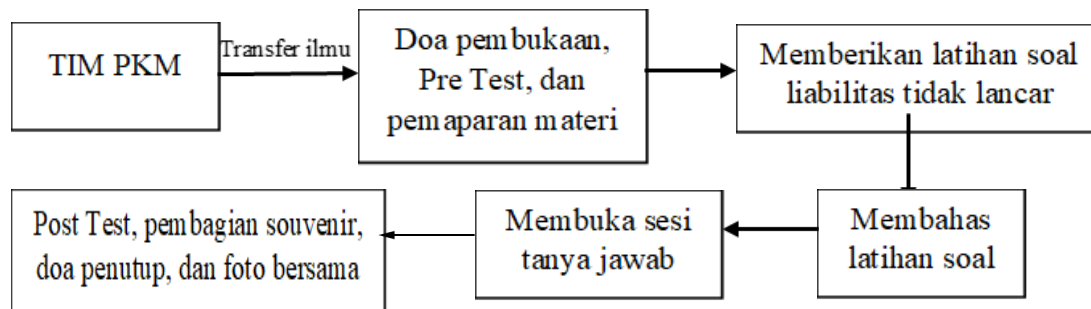 TIM PKM
Transfer ilmu
Doa pembukaan,
Pre Test, dan
pemaparan materi
Memberikan latihan soal
liabilitas tidak lancar
Membahas
latihan soal
Membuka sesi
tanya jawab
Post Test, pembagian souvenir,
doa penutup, dan foto bersama